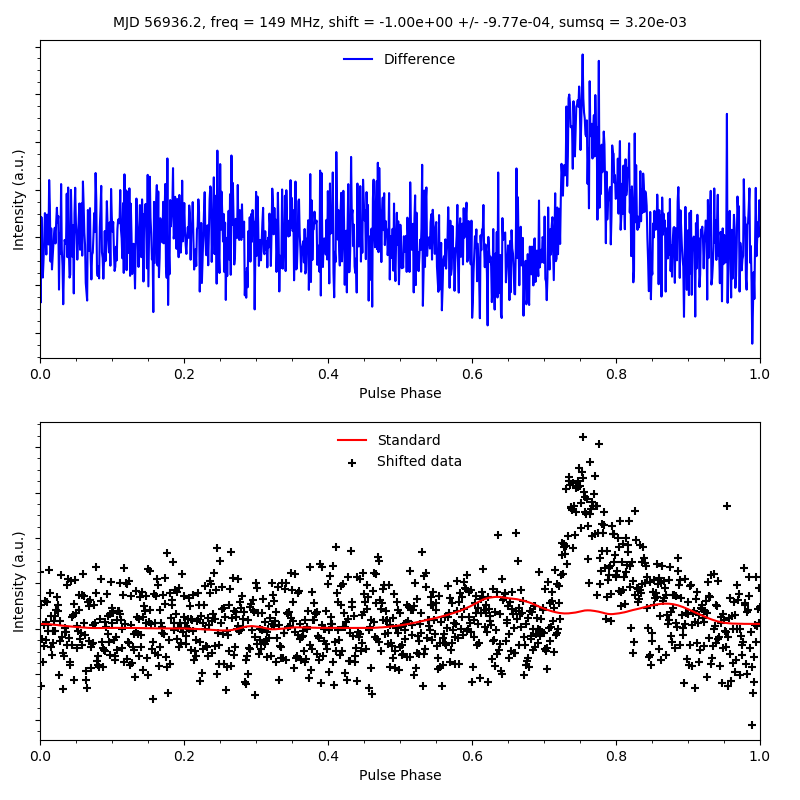 MJD 56936.2, freq = 149 MHz, shift = -1.00e+00 +/- -9.77e-04, sumsq = 3.20e-03
Difference
Intensity (a.u.)
0.0 0.2 0.4 0.6 0.8 1.0
Pulse Phase
Standard
Shifted data
Intensity (a.u.)
0.0 0.2 0.4 0.6 0.8 1.0
Pulse Phase